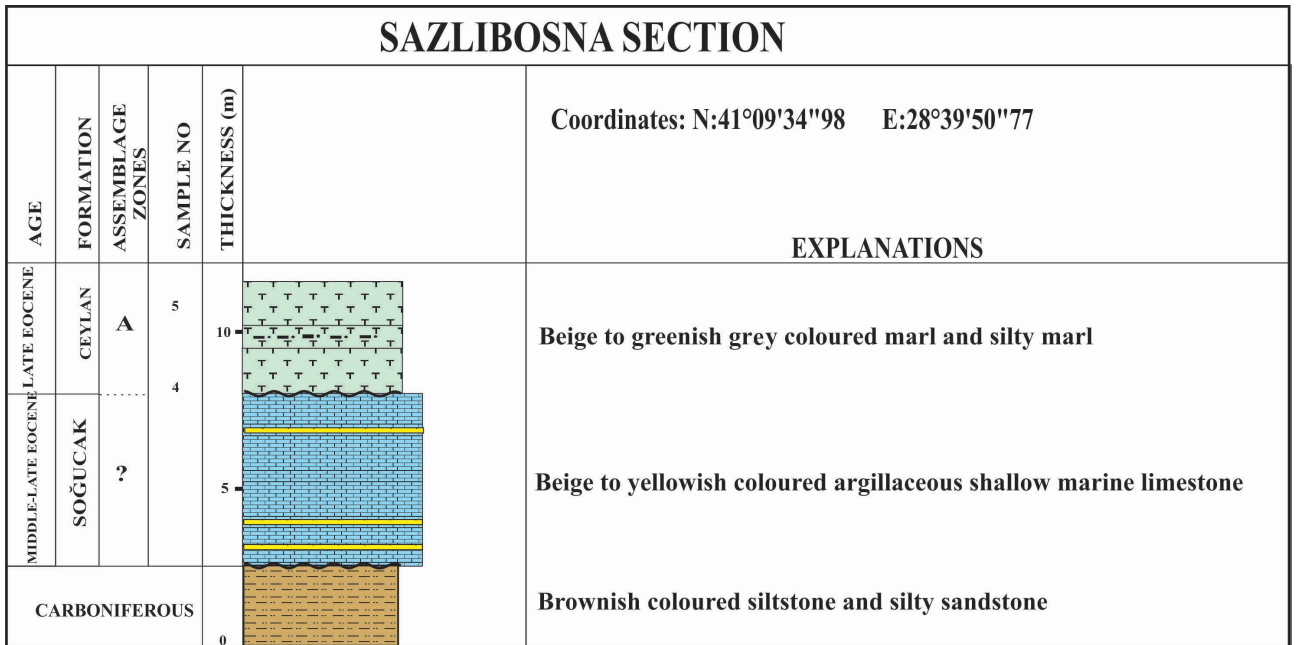 SAZLIBOSNA SECTION
AGE
FORMATION
ASSEMBLAGE
ZONES
SAMPLE NO
THICKNESS (m)
Coordinates: N:41°09'34"98 E:28°39'50"77
EXPLANATIONS
LATE EOCENE
CEYLAN
A
5
4
10
Beige to greenish grey coloured marl and silty marl
MIDDLE-LATE EOCENE
SOĞUCAK
?
5
Beige to yellowish coloured argillaceous shallow marine limestone
CARBONIFEROUS
0
Brownish coloured siltstone and silty sandstone